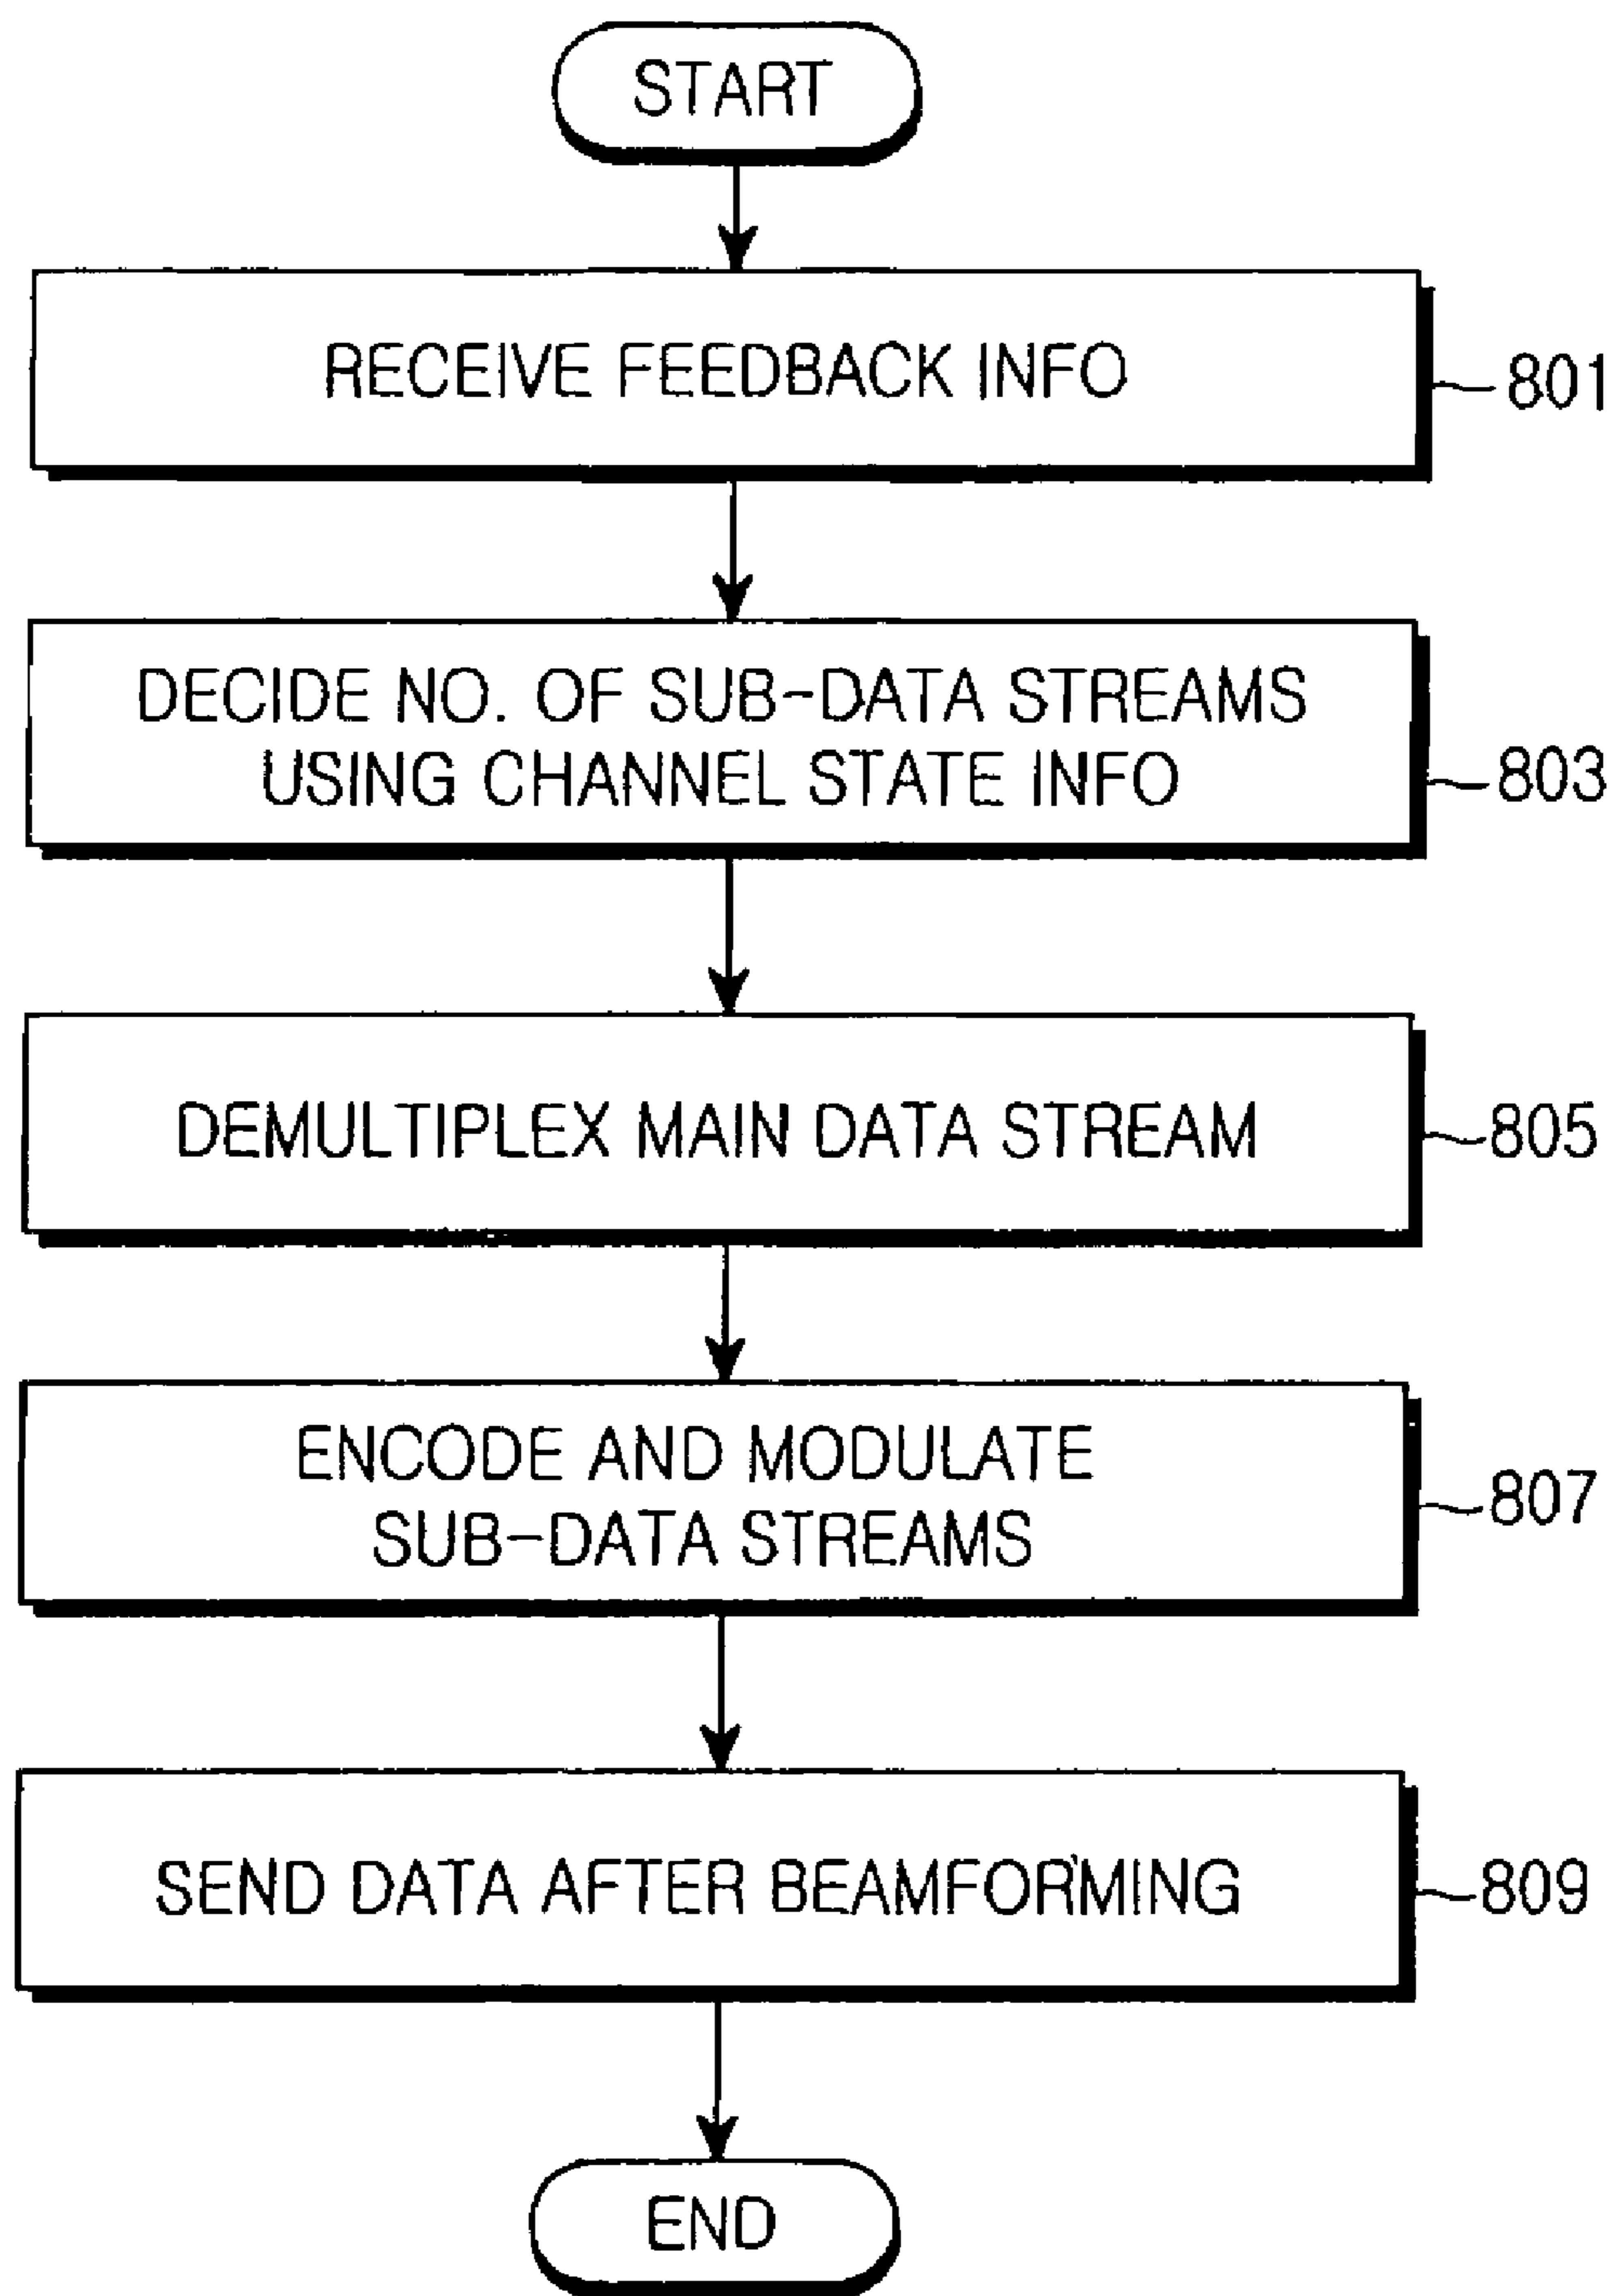 START
RECEIVE FEEDBACK INFO
801
DECIDE NO. OF SUB-DATA STREAMS
USING CHANNEL STATE INFO
803
DEMULTIPLEX MAIN DATA STREAM
805
ENCODE AND MODULATE
SUB-DATA STREAMS
807
SEND DATA AFTER BEAMFORMING
809
END